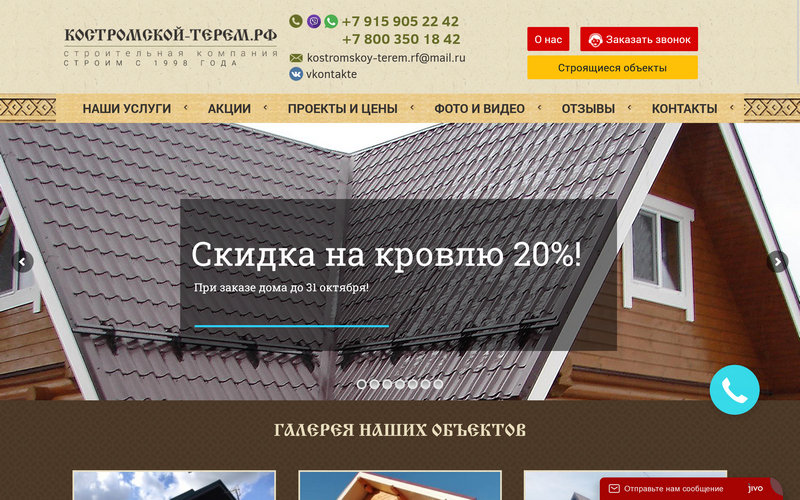 КОСТРОМСКОЙ-ТЕРЕМ.РФ
строительная компания
СТРОИМ С 1998 ГОДА
+7 915 905 22 42
+7 800 350 18 42
kostromskoy-terem.rf@mail.ru
vkontakte
О нас
Заказать звонок
Строящиеся объекты
НАШИ УСЛУГИ
АКЦИИ
ПРОЕКТЫ И ЦЕНЫ
ФОТО И ВИДЕО
ОТЗЫВЫ
КОНТАКТЫ
Скидка на кровлю 20%!
При заказе дома до 31 октября!
ГАЛЕРЕЯ НАШИХ ОБЪЕКТОВ
Отправьте нам сообщение
jivo